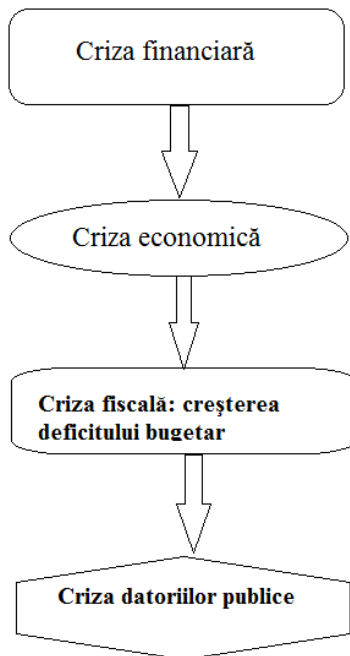 Criza financiară
Criza economică
Criza fiscală: creşterea
deficitului bugetar
Criza datoriilor publice